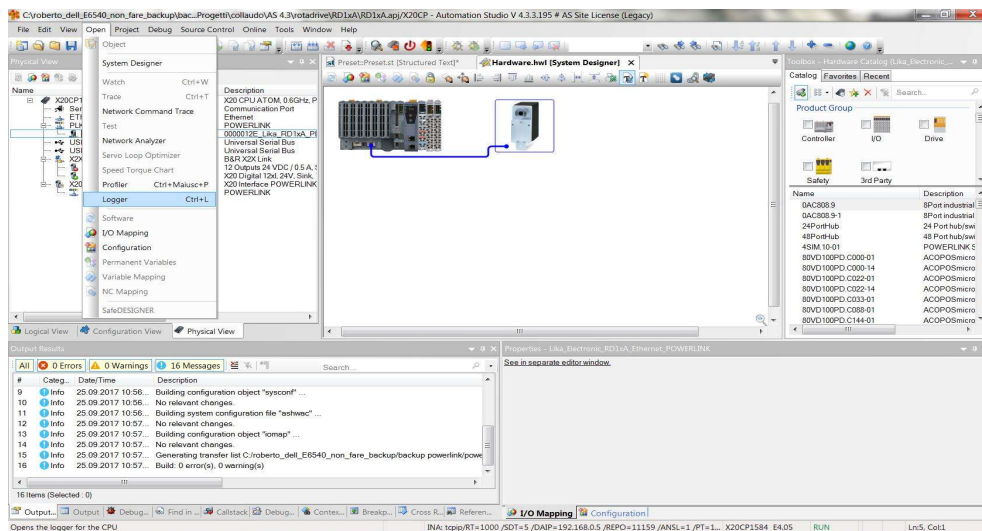 C:\roberto_dell_E6540_non_fare_backup\bac...Progetti\collaudo\AS 4.3\rotadrive\RD1xA\RD1xA.apj/X20CP - Automation Studio V 4.3.3.195 # AS Site License (Legacy)
File Edit View Open Project Debug Source Control Online Tools Window Help
Physical View
Name
Description
X20CP1
X20 CPU ATOM, 0.6GHz, P
Ser
Communication Port
ETH
Ethernet
PLK
POWERLINK
0000012E_Lika_RD1xA_P
USI
Universal Serial Bus
USI
Universal Serial Bus
X2X
B&R X2X Link
12 Outputs 24 VDC / 0.5 A,
X20 Digital 12xI, 24V, Sink,
X20
X20 Interface POWERLINK
POWERLINK
Object
System Designer
Watch Ctrl+W
Trace Ctrl+T
Network Command Trace
Test
Network Analyzer
Servo Loop Optimizer
Speed Torque Chart
Profiler Ctrl+Maiusc+P
Logger Ctrl+L
Software
I/O Mapping
Configuration
Permanent Variables
Variable Mapping
NC Mapping
SafeDESIGNER
Logical View Configuration View Physical View
Preset::Preset.st [Structured Text]* Hardware.hwl [System Designer]
Toolbox - Hardware Catalog (Lika_Electronic_...
Catalog Favorites Recent
Search...
Product Group
Controller I/O Drive
Safety 3rd Party
Name Description
0AC808.9 8Port industrial
0AC808.9-1 8Port industrial
24PortHub 24 Port hub/swi
48PortHub 48 Port hub/swi
4SIM.10-01 POWERLINK S
80VD100PD.C000-01 ACOPOSmicro
80VD100PD.C000-14 ACOPOSmicro
80VD100PD.C022-01 ACOPOSmicro
80VD100PD.C022-14 ACOPOSmicro
80VD100PD.C033-01 ACOPOSmicro
80VD100PD.C088-01 ACOPOSmicro
80VD100PD.C144-01 ACOPOSmicro
Output Results
All 0 Errors 0 Warnings 16 Messages Search...
# Categ... Date/Time Description
9 Info 25.09.2017 10:56... Building configuration object "sysconf" ...
10 Info 25.09.2017 10:56... No relevant changes.
11 Info 25.09.2017 10:56... Building system configuration file "ashwac" ...
12 Info 25.09.2017 10:57... No relevant changes.
13 Info 25.09.2017 10:57... Building configuration object "iomap" ...
14 Info 25.09.2017 10:57... No relevant changes.
15 Info 25.09.2017 10:57... Generating transfer list C:/roberto_dell_E6540_non_fare_backup/backup powerlink/powe
16 Info 25.09.2017 10:57... Build: 0 error(s), 0 warning(s)
16 Items (Selected : 0)
Output... Output Debug... Find in ... Callstack Debug... Contex... Breakp... Cross R... Referen...
Properties - Lika_Electronic_RD1xA_Ethernet_POWERLINK
See in separate editor window.
I/O Mapping Configuration
Opens the logger for the CPU
INA: tcpip/RT=1000 /SDT=5 /DAIP=192.168.0.5 /REPO=11159 /ANSL=1 /PT=1... X20CP1584 E4.05 RUN Ln:5, Col:1